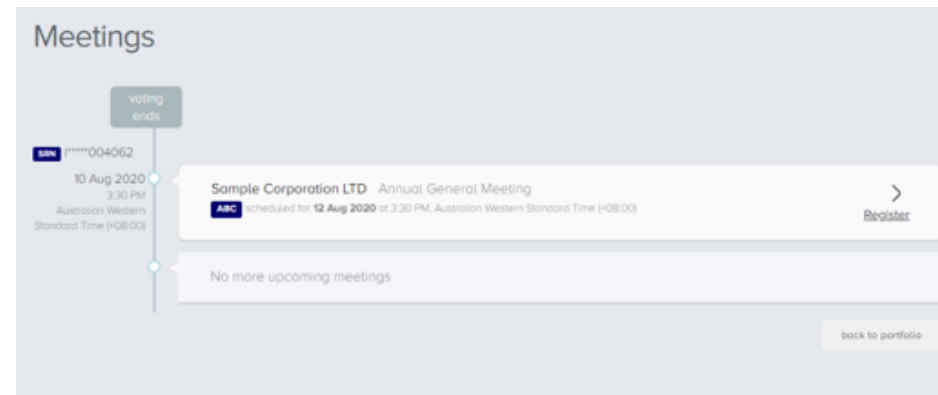 Meetings
voting
ends
SRN I*****004062
10 Aug 2020
3:30 PM
Australian Western
Standard Time (+08:00)
Sample Corporation LTD Annual General Meeting
ABC scheduled for 12 Aug 2020 at 3:30 PM, Australian Western Standard Time (+08:00)
Register
No more upcoming meetings
back to portfolio